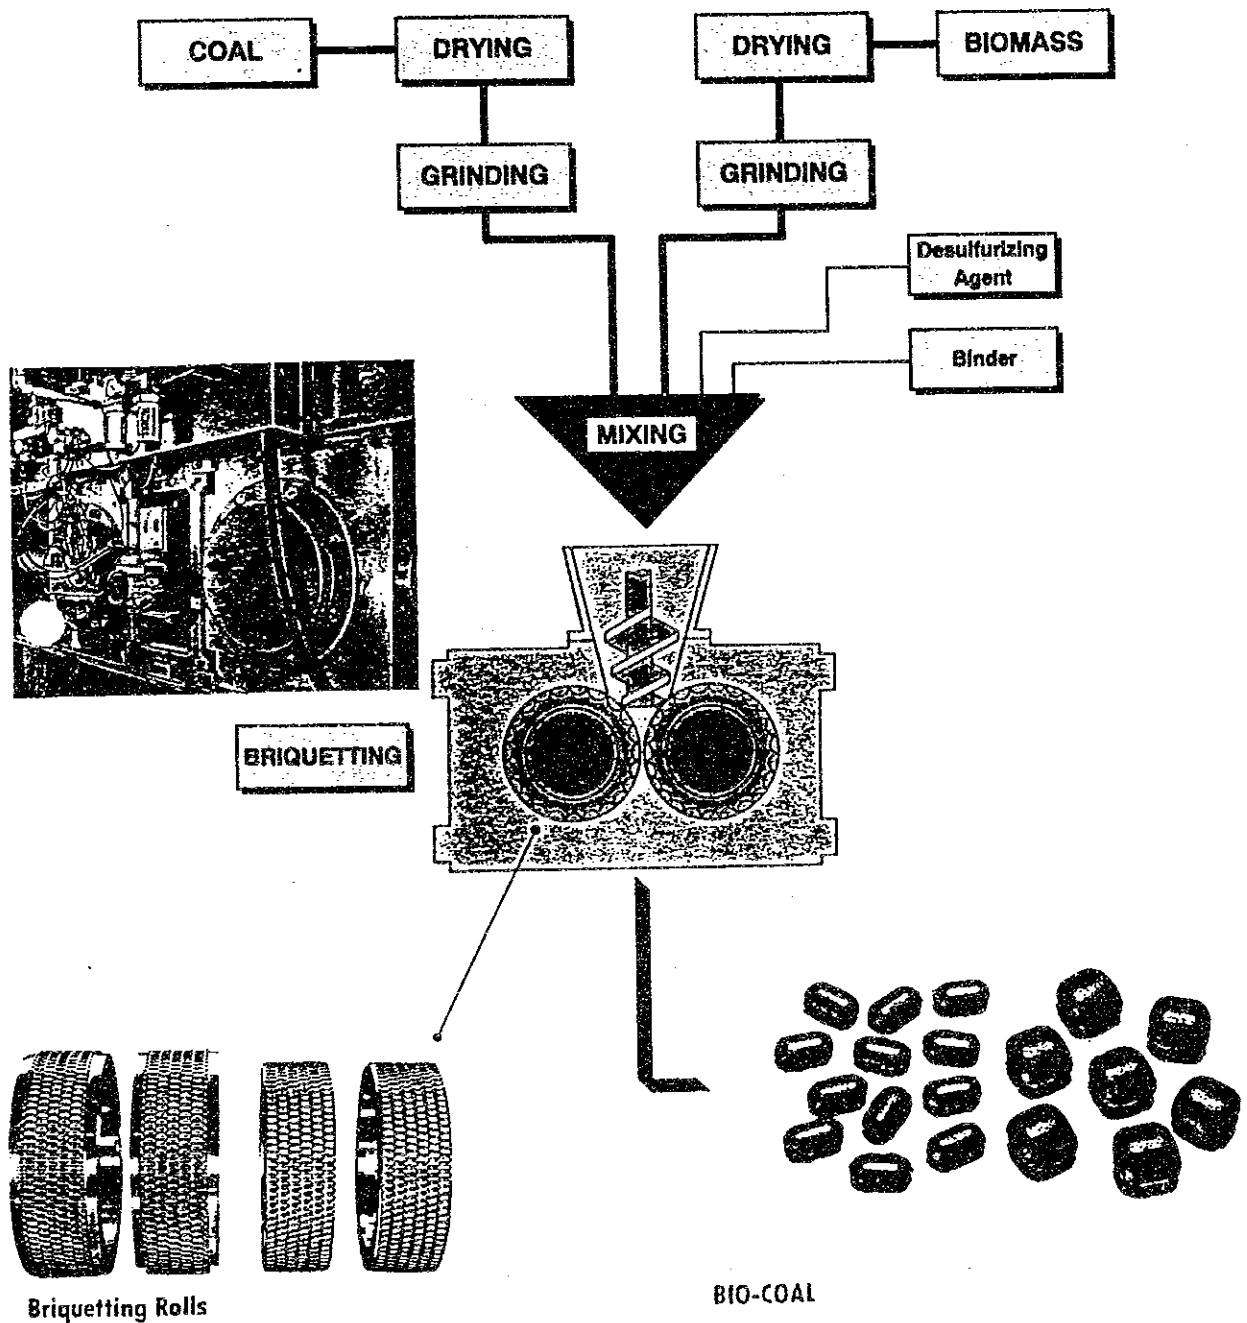 COAL
DRYING
DRYING
BIOMASS
GRINDING
GRINDING
Desulfurizing
Agent
Binder
MIXING
BRIQUETTING
Briquetting Rolls
BIO-COAL